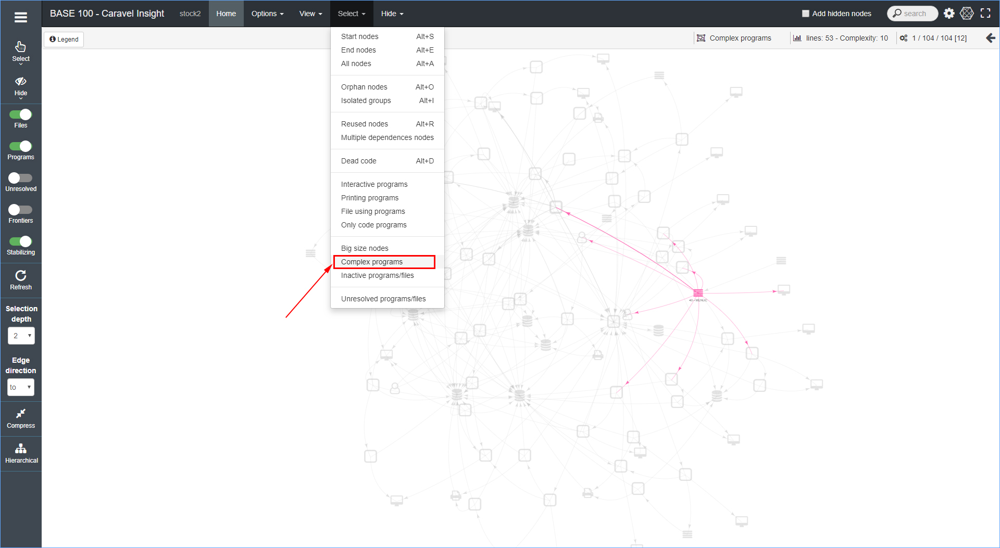 BASE 100 - Caravel Insight
stock2
Home
Options
View
Select
Hide
Add hidden nodes
search
Legend
Complex programs
lines: 53 - Complexity: 10
1 / 104 / 104 [12]
Select
Hide
Files
Programs
Unresolved
Frontiers
Stabilizing
Refresh
Selection
depth
2
Edge
direction
to
Compress
Hierarchical
Start nodes Alt+S
End nodes Alt+E
All nodes Alt+A
Orphan nodes Alt+O
Isolated groups Alt+I
Reused nodes Alt+R
Multiple dependences nodes
Dead code Alt+D
Interactive programs
Printing programs
File using programs
Only code programs
Big size nodes
Complex programs
Inactive programs/files
Unresolved programs/files
40 - MENUC